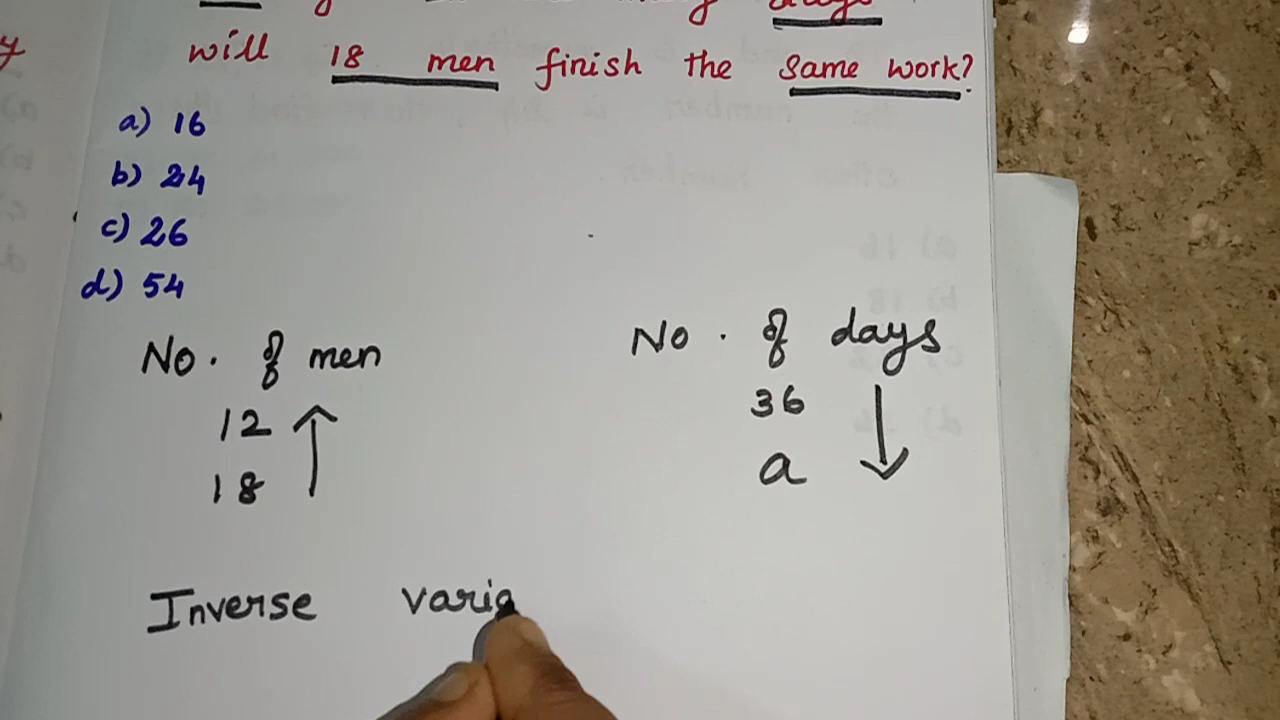 will 18 men finish the same work?
a) 16
b) 24
c) 26
d) 54
No. of men No. of days
12 36
18 a
Inverse varia